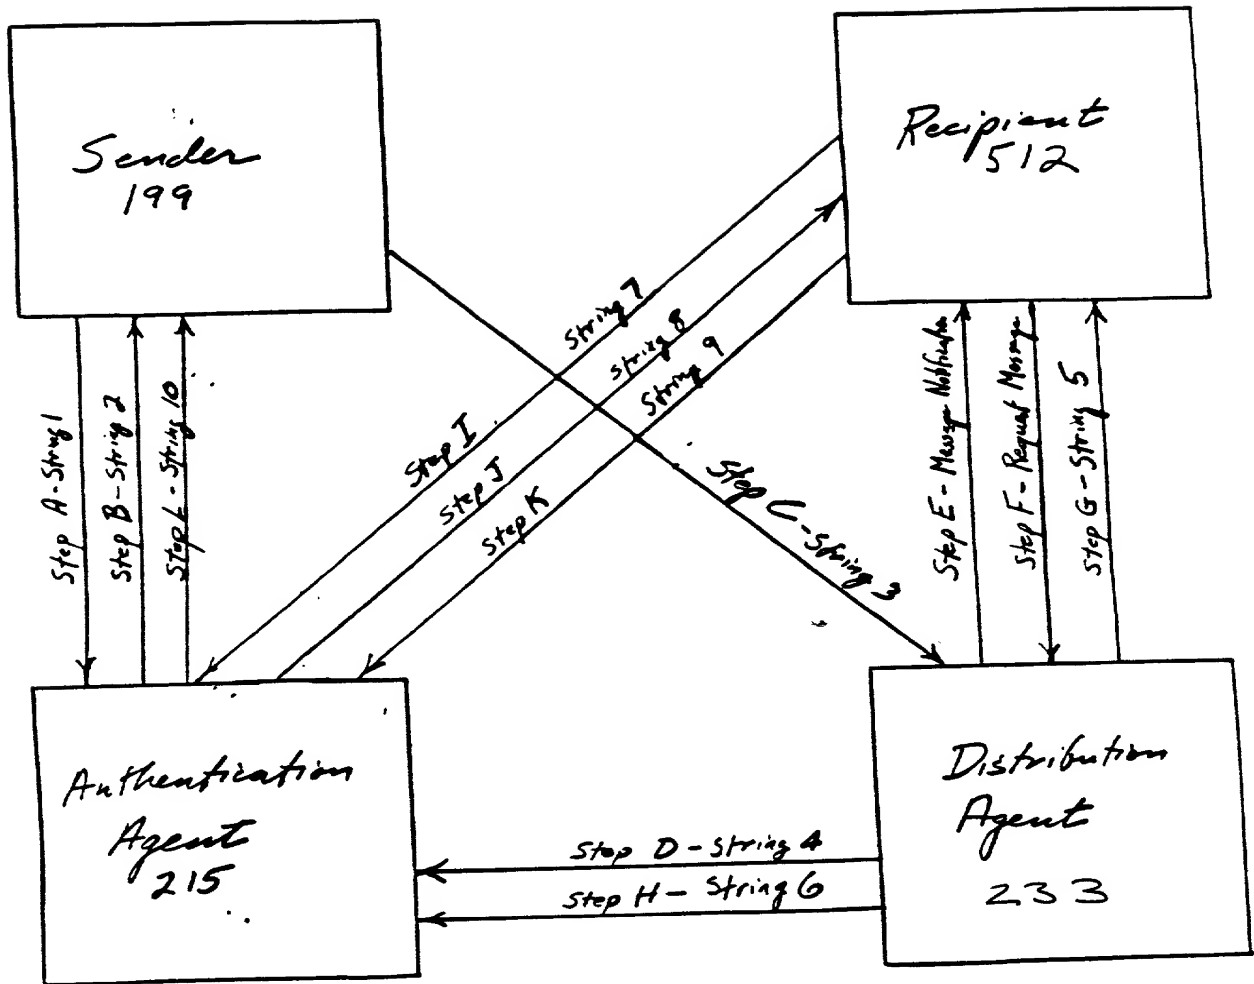 Sender
199
Recipient
512
String 7
String 8
String 9
Step I
Step J
Step K
Step A - String 1
Step B - String 2
Step L - String 10
Step C - String 3
Step E - Message Notification
Step F - Request Message
Step G - String 5
Authentication
Agent
215
Distribution
Agent
233
Step D - String 4
Step H - String 6